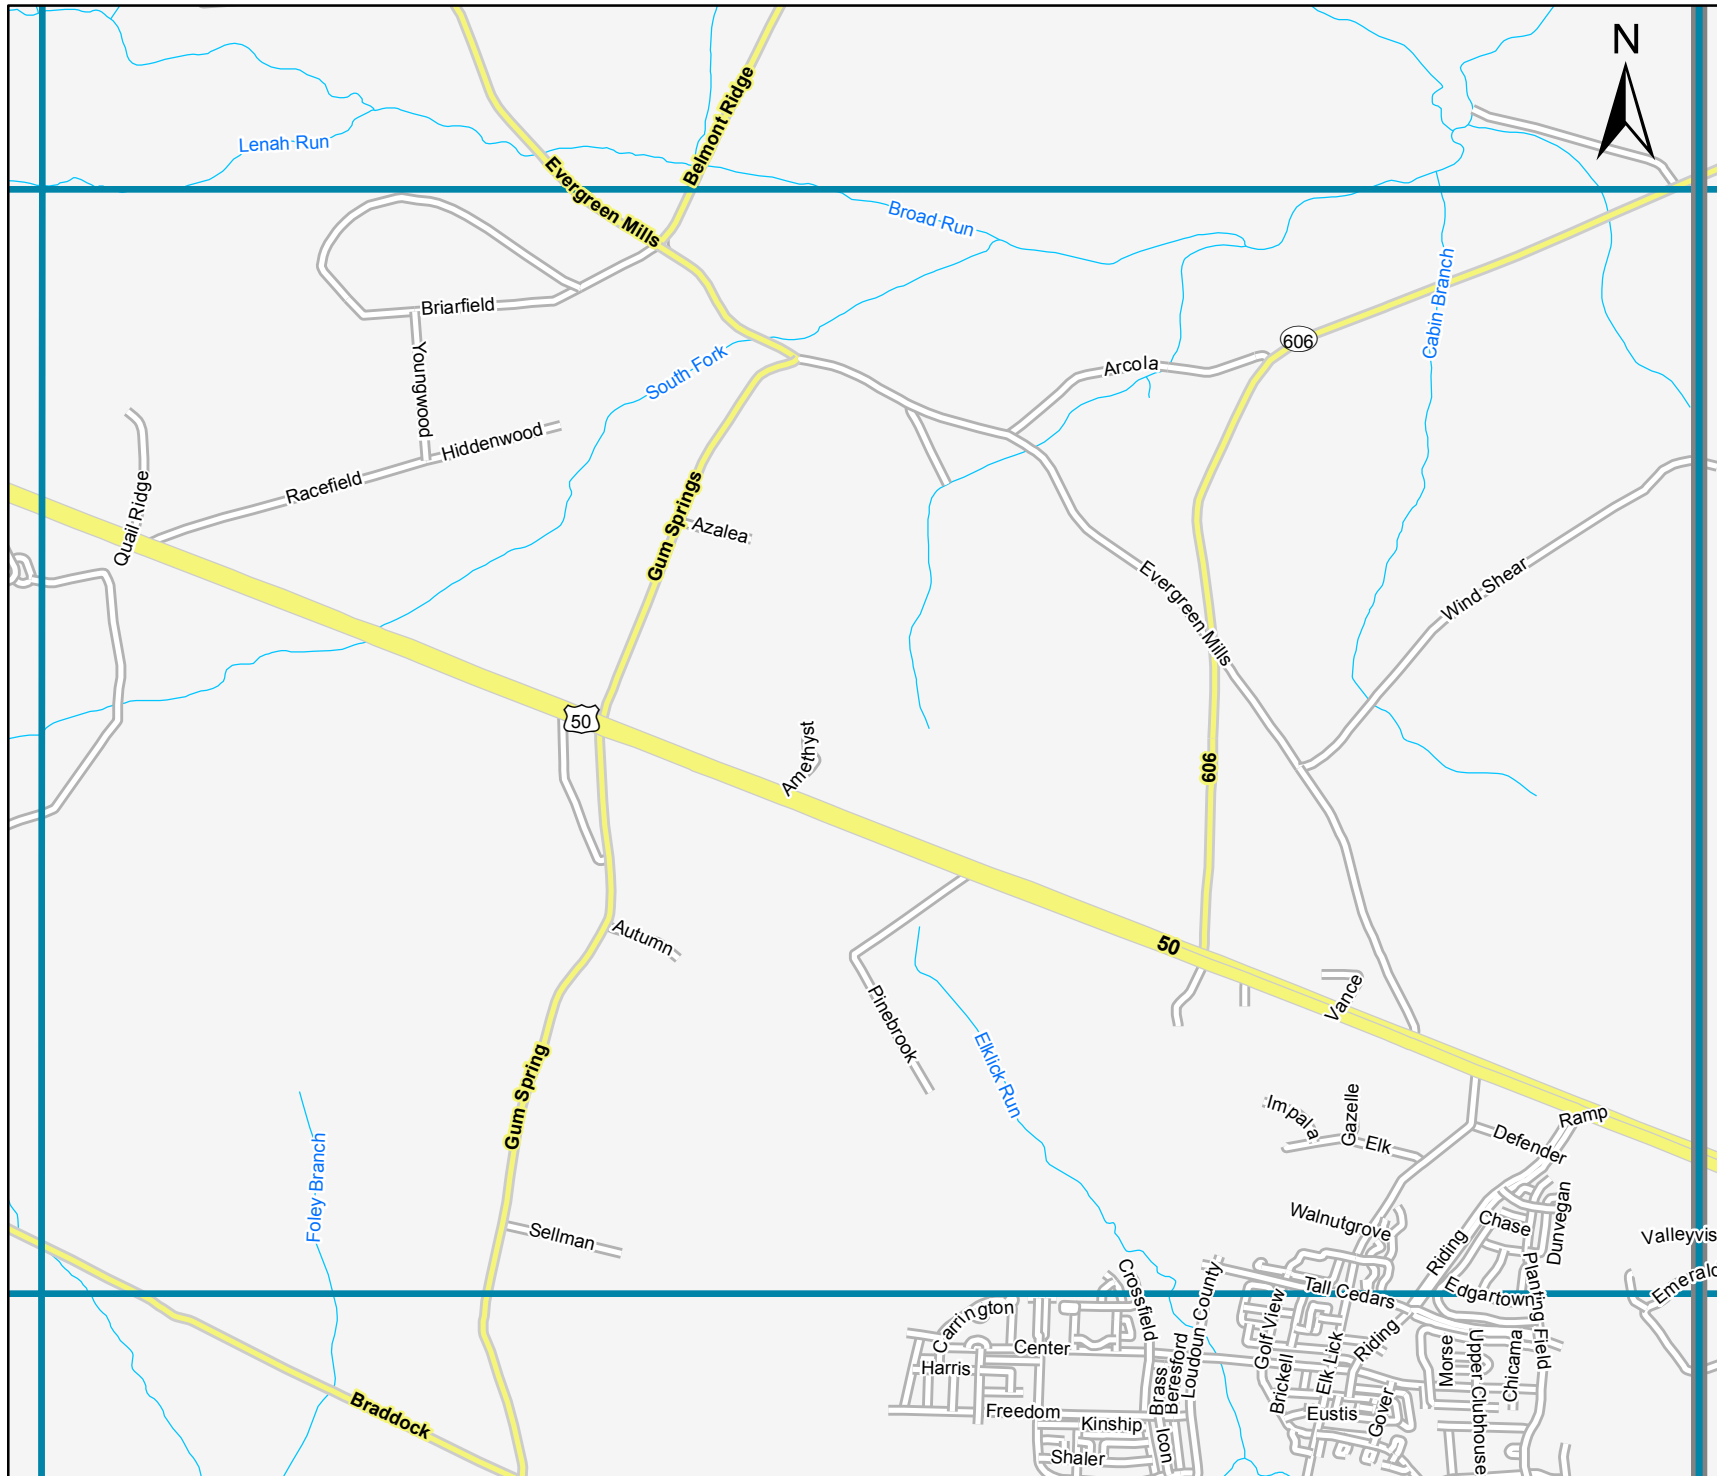 N
Belmont Ridge
Lenah Run
Evergreen Mills
Broad Run
Cabin Branch
Briarfield
606
South Fork
Arcola
Youngwood
Hiddenwood
Racefield
Quail Ridge
Gum Springs
Azalea
Evergreen Mills
Wind Shear
50
Amethyst
606
Autumn
50
Vance
Pinebrook
Elklick Run
Gum Spring
Impala
Gazelle
Elk
Ramp
Defender
Foley Branch
Sellman
Walnutgrove
Chase
Dunvegan
Riding
Valleyvis
Emerald
Crossfield
Loudoun County
Tall Cedars
Edgartown
Planting Field
Carrington
Center
Golf View
Riding
Harris
Beresford
Brass
Brickell
Elk Lick
Morse
Upper Clubhouse
Chicama
Freedom
Kinship
Eustis
Gover
Braddock
Shaler
Icon